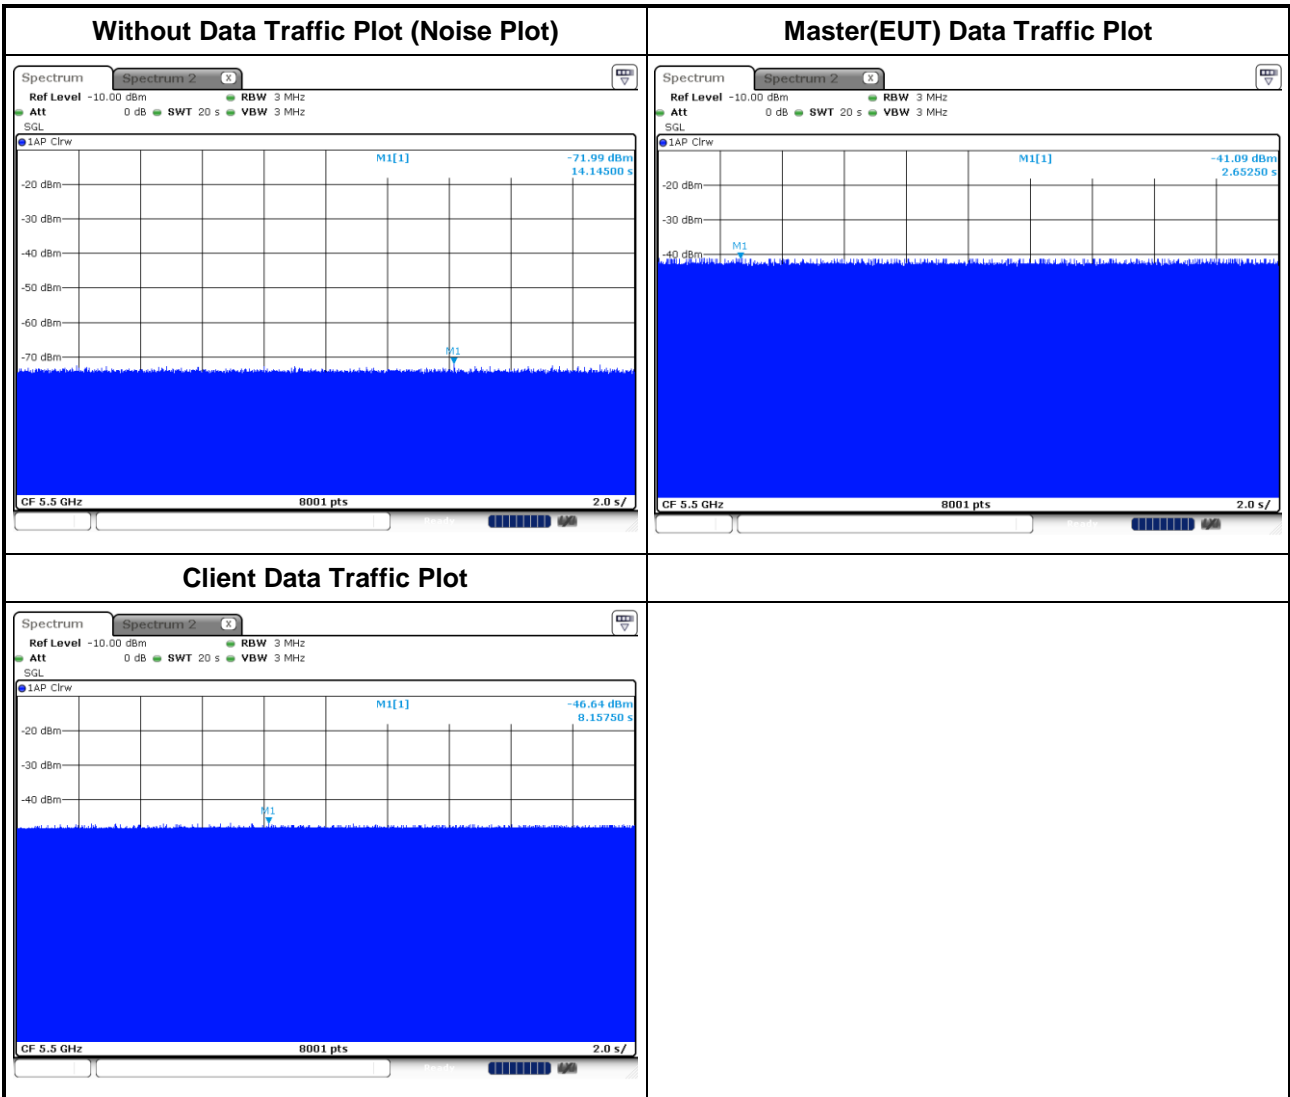 Without Data Traffic Plot (Noise Plot)
Spectrum Spectrum 2 X
Ref Level -10.00 dBm RBW 3 MHz
Att 0 dB SWT 20 s VBW 3 MHz
SGL
1AP Clrw
M1[1] -71.99 dBm
14.14500 s
-20 dBm
-30 dBm
-40 dBm
-50 dBm
-60 dBm
-70 dBm
M1
CF 5.5 GHz 8001 pts 2.0 s/
Ready
Master(EUT) Data Traffic Plot
Spectrum Spectrum 2 X
Ref Level -10.00 dBm RBW 3 MHz
Att 0 dB SWT 20 s VBW 3 MHz
SGL
1AP Clrw
M1[1] -41.09 dBm
2.65250 s
-20 dBm
-30 dBm
-40 dBm
M1
CF 5.5 GHz 8001 pts 2.0 s/
Ready
Client Data Traffic Plot
Spectrum Spectrum 2 X
Ref Level -10.00 dBm RBW 3 MHz
Att 0 dB SWT 20 s VBW 3 MHz
SGL
1AP Clrw
M1[1] -46.64 dBm
8.15750 s
-20 dBm
-30 dBm
-40 dBm
M1
CF 5.5 GHz 8001 pts 2.0 s/
Ready